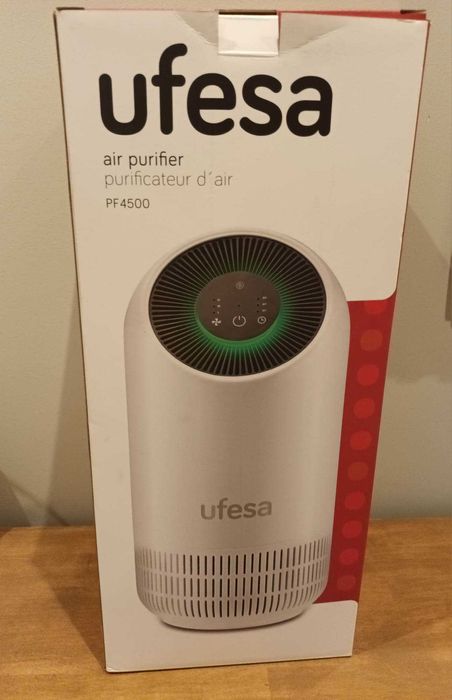 ufesa
air purifier
purificateur d´air
PF4500
ufesa